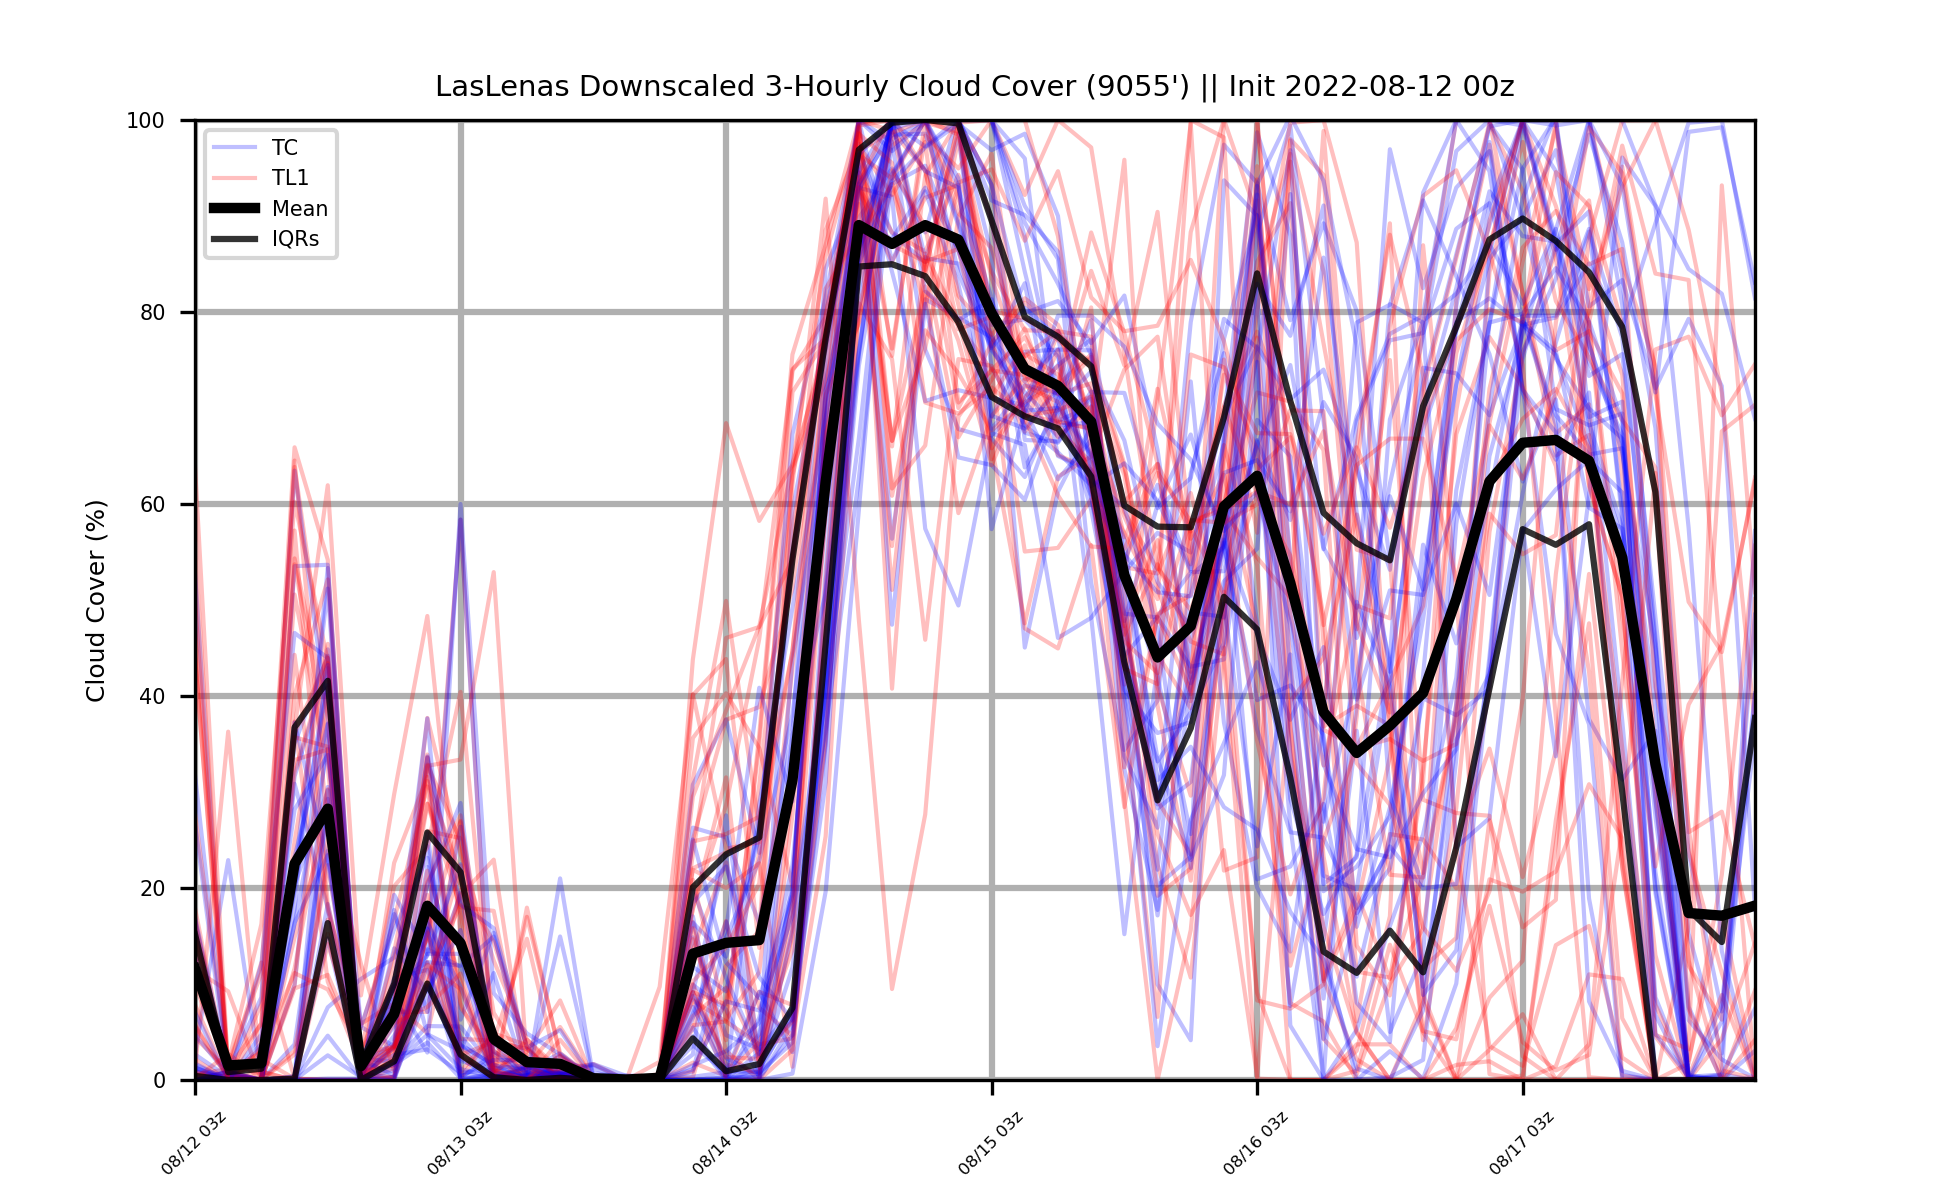 LasLenas Downscaled 3-Hourly Cloud Cover (9055') || Init 2022-08-12 00z
100
80
60
40
20
0
Cloud Cover (%)
TC
TL1
Mean
IQRs
08/12 03z
08/13 03z
08/14 03z
08/15 03z
08/16 03z
08/17 03z